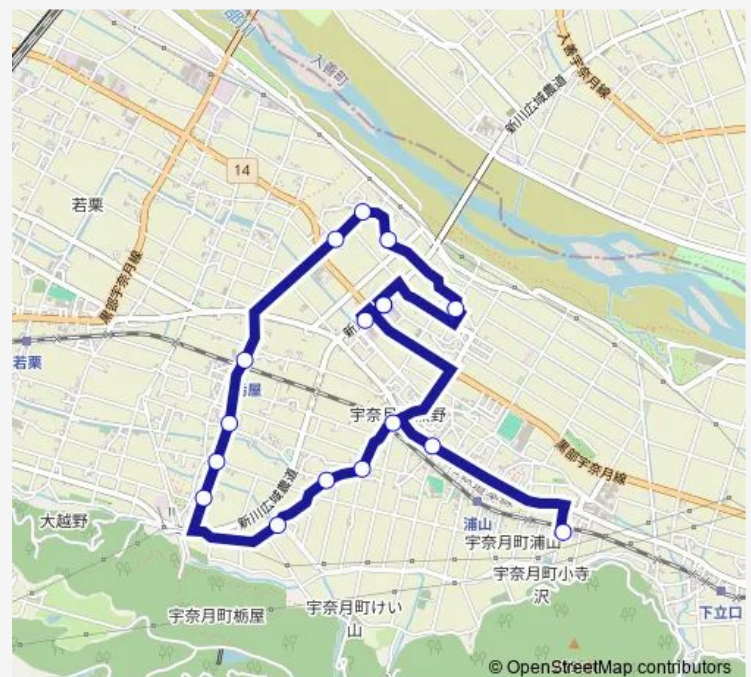 入善町
新川広域農道
入善宇奈月線
14
若栗
黒部宇奈月線
若栗
新
宇奈月
野
黒部宇奈月線
新川広域農道
大越野
浦山
宇奈月町浦山
宇奈月町小寺
沢
宇奈月町栃屋
宇奈月町けい
山
下立口
© OpenStreetMap contributors